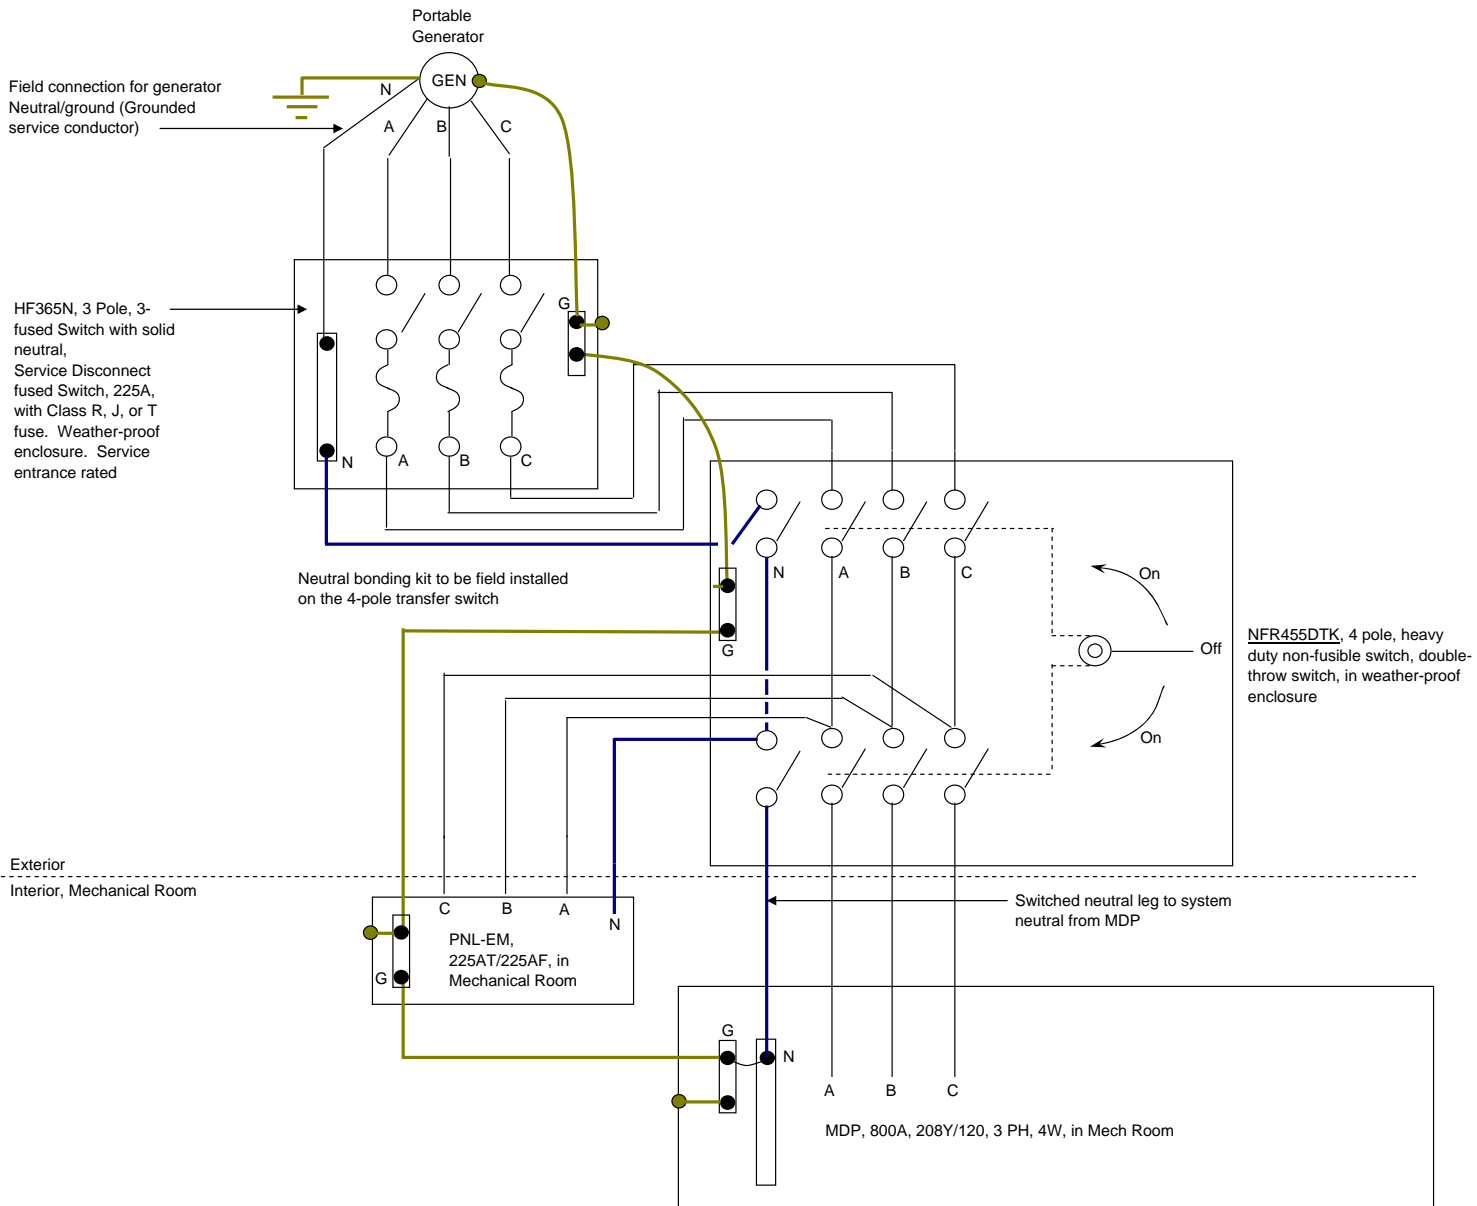 Portable
Generator
GEN
Field connection for generator
Neutral/ground (Grounded
service conductor)
N
A
B
C
HF365N, 3 Pole, 3-
fused Switch with solid
neutral,
Service Disconnect
fused Switch, 225A,
with Class R, J, or T
fuse. Weather-proof
enclosure. Service
entrance rated
G
N
A
B
C
Neutral bonding kit to be field installed
on the 4-pole transfer switch
N
A
B
C
G
On
Off
On
NFR455DTK, 4 pole, heavy
duty non-fusible switch, double-
throw switch, in weather-proof
enclosure
Exterior
Interior, Mechanical Room
C
B
A
N
PNL-EM,
225AT/225AF, in
Mechanical Room
G
Switched neutral leg to system
neutral from MDP
G
N
A
B
C
MDP, 800A, 208Y/120, 3 PH, 4W, in Mech Room